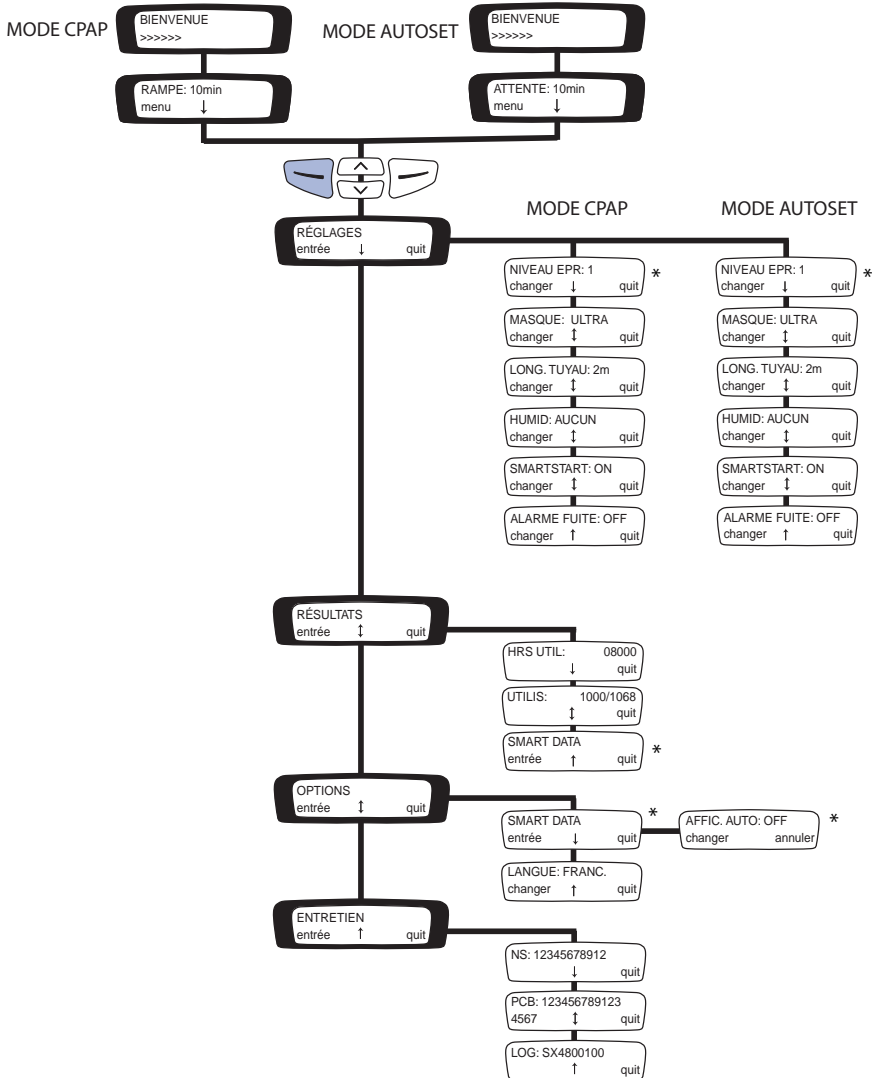 MODE CPAP
BIENVENUE
>>>>>>
MODE AUTOSET
BIENVENUE
>>>>>>
RAMPE: 10min
menu ↓
ATTENTE: 10min
menu ↓
RÉGLAGES
entrée ↓ quit
MODE CPAP
MODE AUTOSET
NIVEAU EPR: 1 *
changer ↓ quit
MASQUE: ULTRA
changer ↕ quit
LONG. TUYAU: 2m
changer ↕ quit
HUMID: AUCUN
changer ↕ quit
SMARTSTART: ON
changer ↕ quit
ALARME FUITE: OFF
changer ↑ quit
NIVEAU EPR: 1 *
changer ↓ quit
MASQUE: ULTRA
changer ↕ quit
LONG. TUYAU: 2m
changer ↕ quit
HUMID: AUCUN
changer ↕ quit
SMARTSTART: ON
changer ↕ quit
ALARME FUITE: OFF
changer ↑ quit
RÉSULTATS
entrée ↕ quit
HRS UTIL: 08000
↓ quit
UTILIS: 1000/1068
↕ quit
SMART DATA
entrée ↑ quit *
OPTIONS
entrée ↕ quit
SMART DATA *
entrée ↓ quit
AFFIC. AUTO: OFF *
changer annuler
LANGUE: FRANC.
changer ↑ quit
ENTRETIEN
entrée ↑ quit
NS: 12345678912
↓ quit
PCB: 123456789123
4567 ↕ quit
LOG: SX4800100
↑ quit